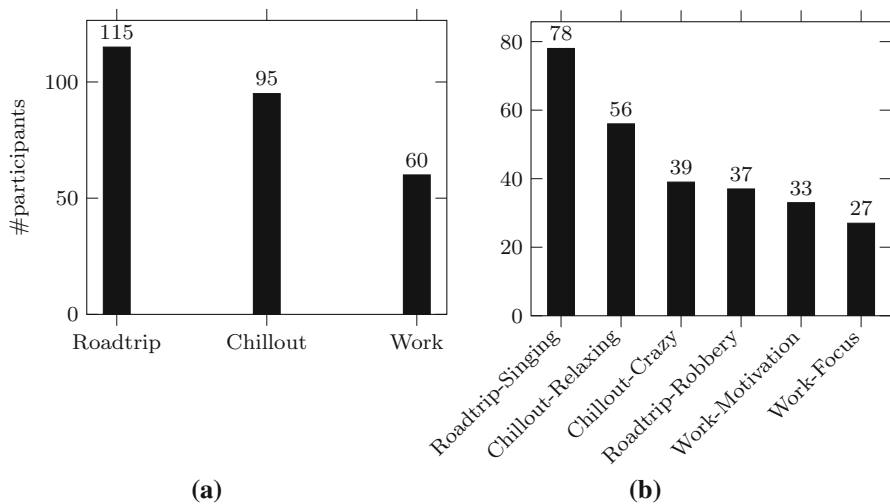 115
95
60
100
50
0
#participants
Roadtrip
Chillout
Work
(a)
78
56
39
37
33
27
80
60
40
20
0
Roadtrip-Singing
Chillout-Relaxing
Chillout-Crazy
Roadtrip-Robbery
Work-Motivation
Work-Focus
(b)